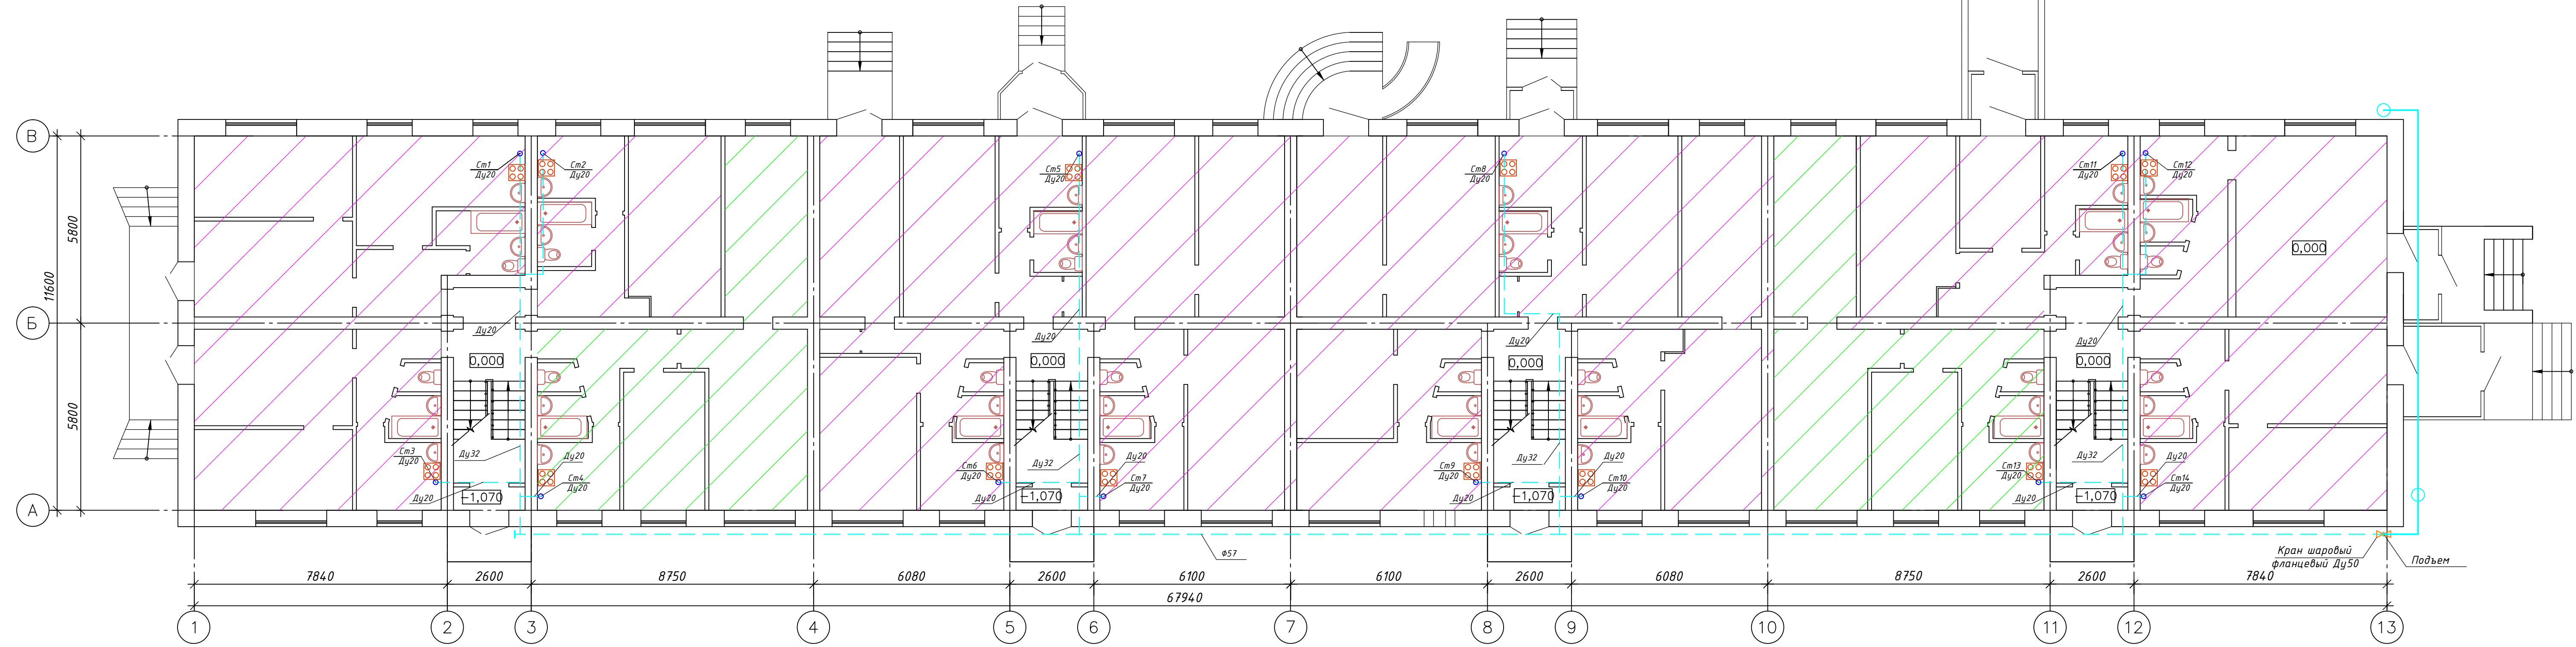 В
Б
А
5800
5800
11600
Ст1
Ду20
Ст2
Ду20
Ст5
Ду20
Ст8
Ду20
Ст11
Ду20
Ст12
Ду20
0,000
Ду20
Ду20
Ду20
Ду20
0,000
0,000
0,000
0,000
Ст3
Ду20
Ду32
Ду20
Ст4
Ду20
Ду20
-1,070
Ст6
Ду20
Ду32
Ду20
Ст7
Ду20
Ду20
-1,070
Ст9
Ду20
Ду32
Ду20
Ст10
Ду20
Ду20
-1,070
Ст13
Ду20
Ду32
Ду20
Ст14
Ду20
Ду20
-1,070
Ф57
Кран шаровый
фланцевый Ду50
Подъем
7840
2600
8750
6080
2600
6100
6100
2600
6080
8750
2600
7840
67940
1
2
3
4
5
6
7
8
9
10
11
12
13